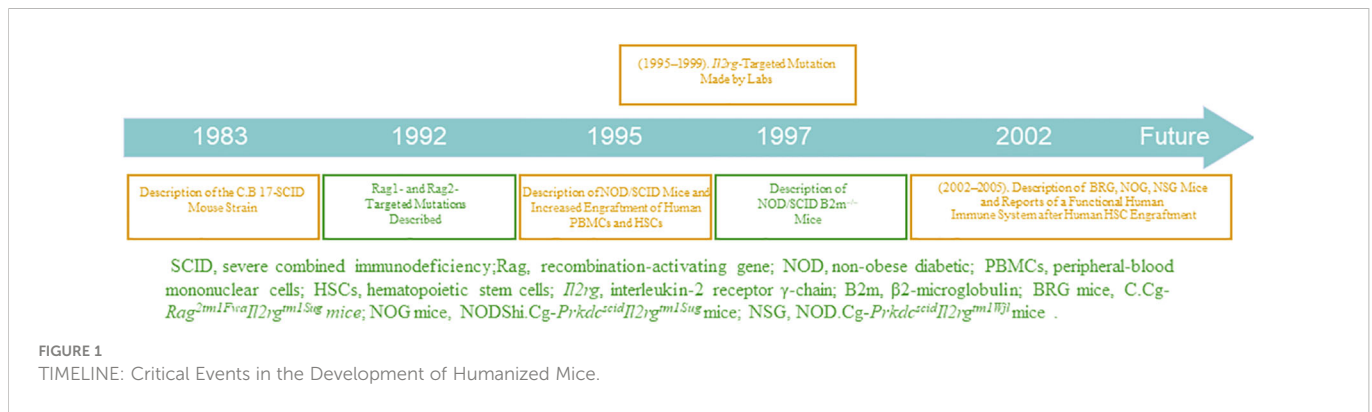 (1995–1999). Il2rg-Targeted Mutation
Made by Labs
1983 1992 1995 1997 2002 Future
Description of the C.B 17-SCID
Mouse Strain
Rag1- and Rag2-
Targeted Mutations
Described
Description of NOD/SCID Mice and
Increased Engraftment of Human
PBMCs and HSCs
Description of
NOD/SCID B2m⁻/⁻
Mice
(2002–2005). Description of BRG, NOG, NSG Mice
and Reports of a Functional Human
Immune System after Human HSC Engraftment
SCID, severe combined immunodeficiency;Rag, recombination-activating gene; NOD, non-obese diabetic; PBMCs, peripheral-blood
mononuclear cells; HSCs, hematopoietic stem cells; Il2rg, interleukin-2 receptor γ-chain; B2m, β2-microglobulin; BRG mice, C.Cg-
Rag2tm1FwaIl2rgtm1Sug mice; NOG mice, NODShi.Cg-PrkdcscidIl2rgtm1Sug mice; NSG, NOD.Cg-PrkdcscidIl2rgtm1Wjl mice .
FIGURE 1
TIMELINE: Critical Events in the Development of Humanized Mice.